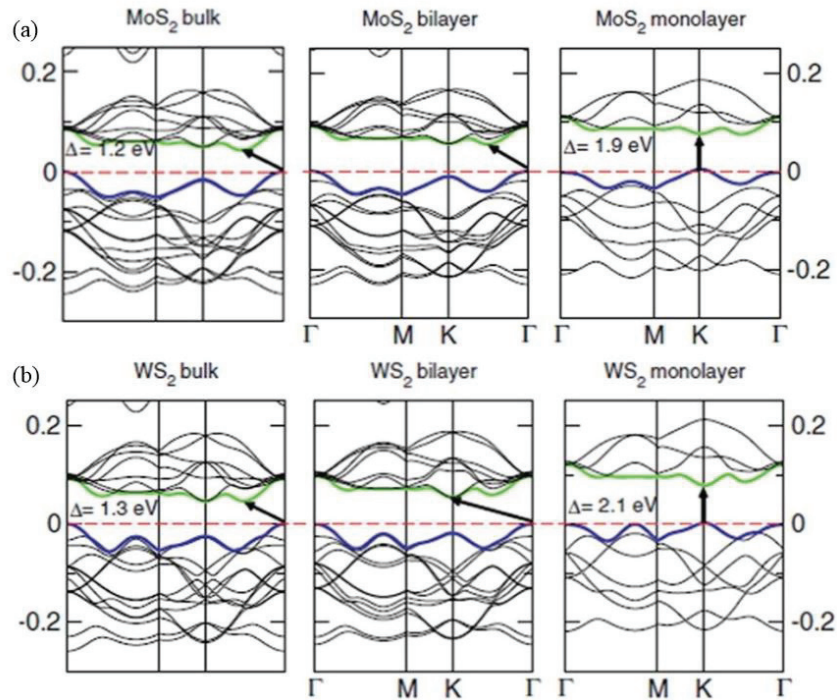 (a)
MoS2 bulk
MoS2 bilayer
MoS2 monolayer
0.2
0.2
Δ= 1.2 eV
Δ= 1.9 eV
0
0
-0.2
-0.2
Γ M K Γ
Γ M K Γ
(b)
WS2 bulk
WS2 bilayer
WS2 monolayer
0.2
0.2
Δ= 1.3 eV
Δ= 2.1 eV
0
0
-0.2
-0.2
Γ M K Γ
Γ M K Γ